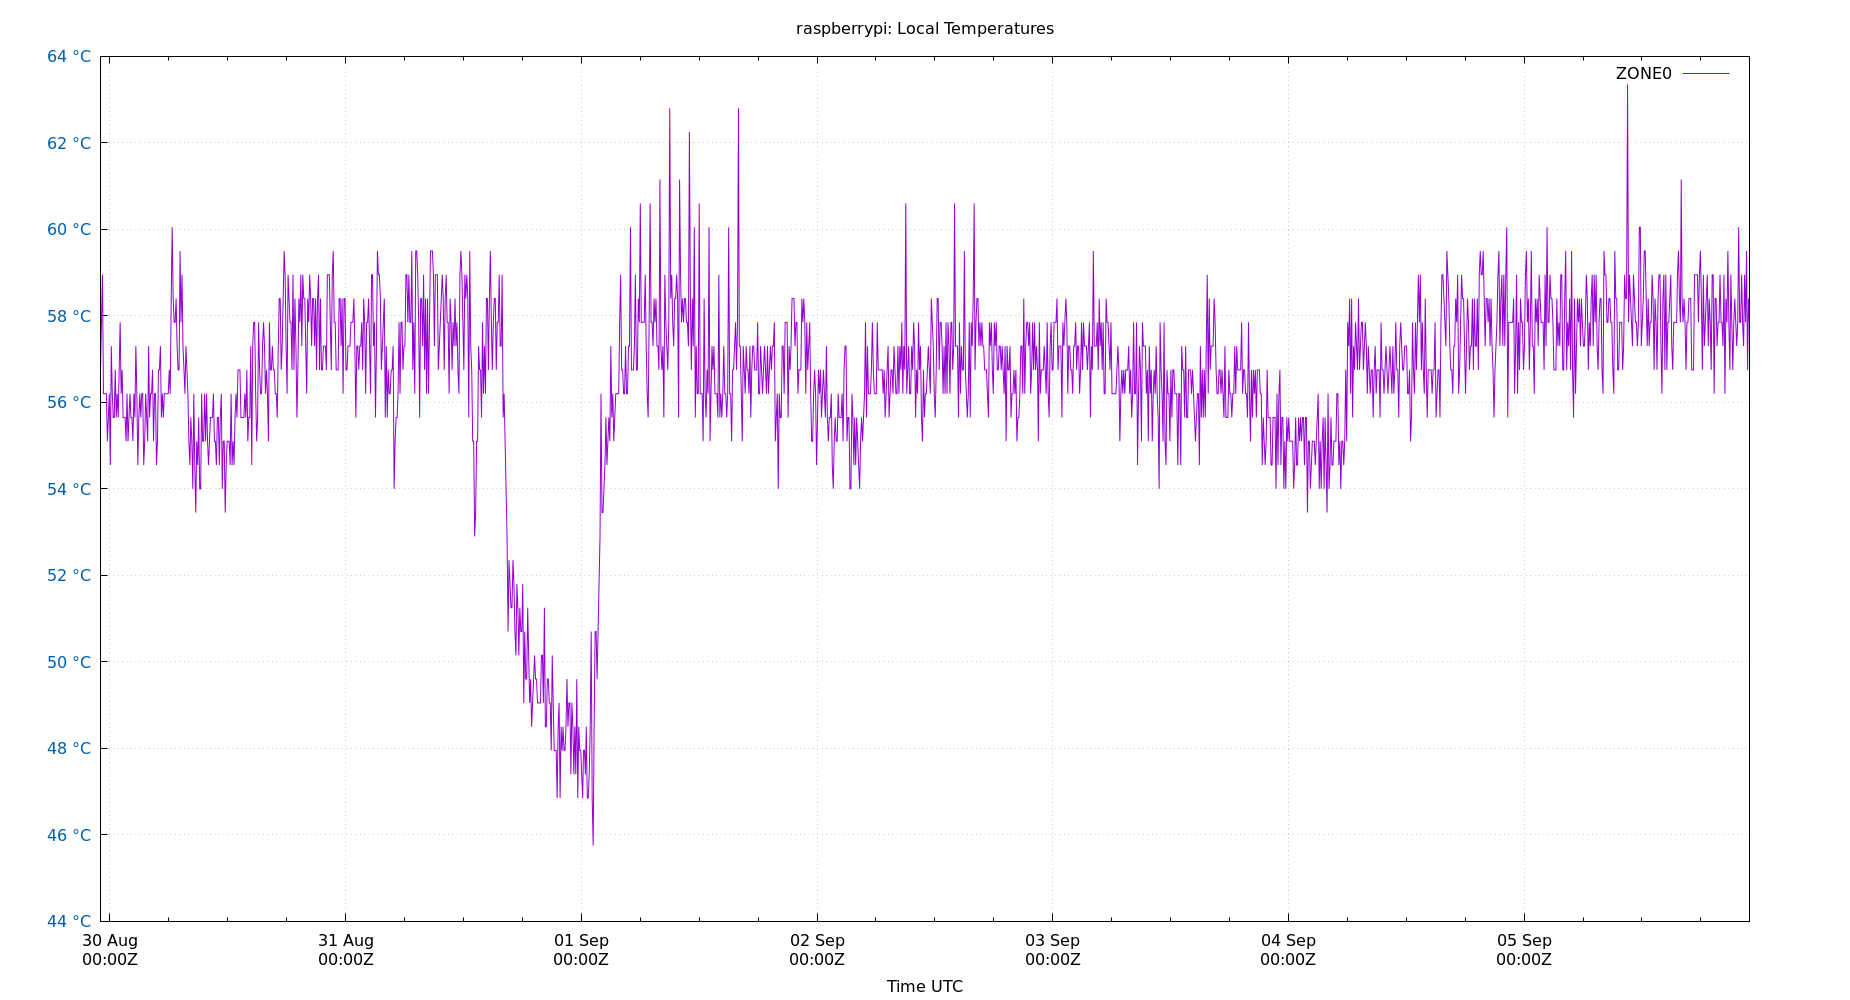 raspberrypi: Local Temperatures
64 °C
62 °C
60 °C
58 °C
56 °C
54 °C
52 °C
50 °C
48 °C
46 °C
44 °C
ZONE0
30 Aug
00:00Z
31 Aug
00:00Z
01 Sep
00:00Z
02 Sep
00:00Z
03 Sep
00:00Z
04 Sep
00:00Z
05 Sep
00:00Z
Time UTC